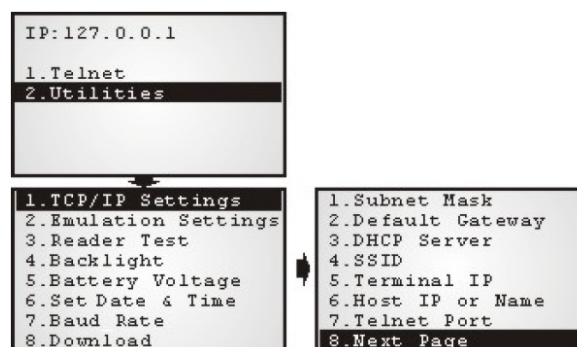 IP:127.0.0.1
1.Telnet
2.Utilities
1.TCP/IP Settings
2.Emulation Settings
3.Reader Test
4.Backlight
5.Battery Voltage
6.Set Date & Time
7.Baud Rate
8.Download
1.Subnet Mask
2.Default Gateway
3.DHCP Server
4.SSID
5.Terminal IP
6.Host IP or Name
7.Telnet Port
8.Next Page